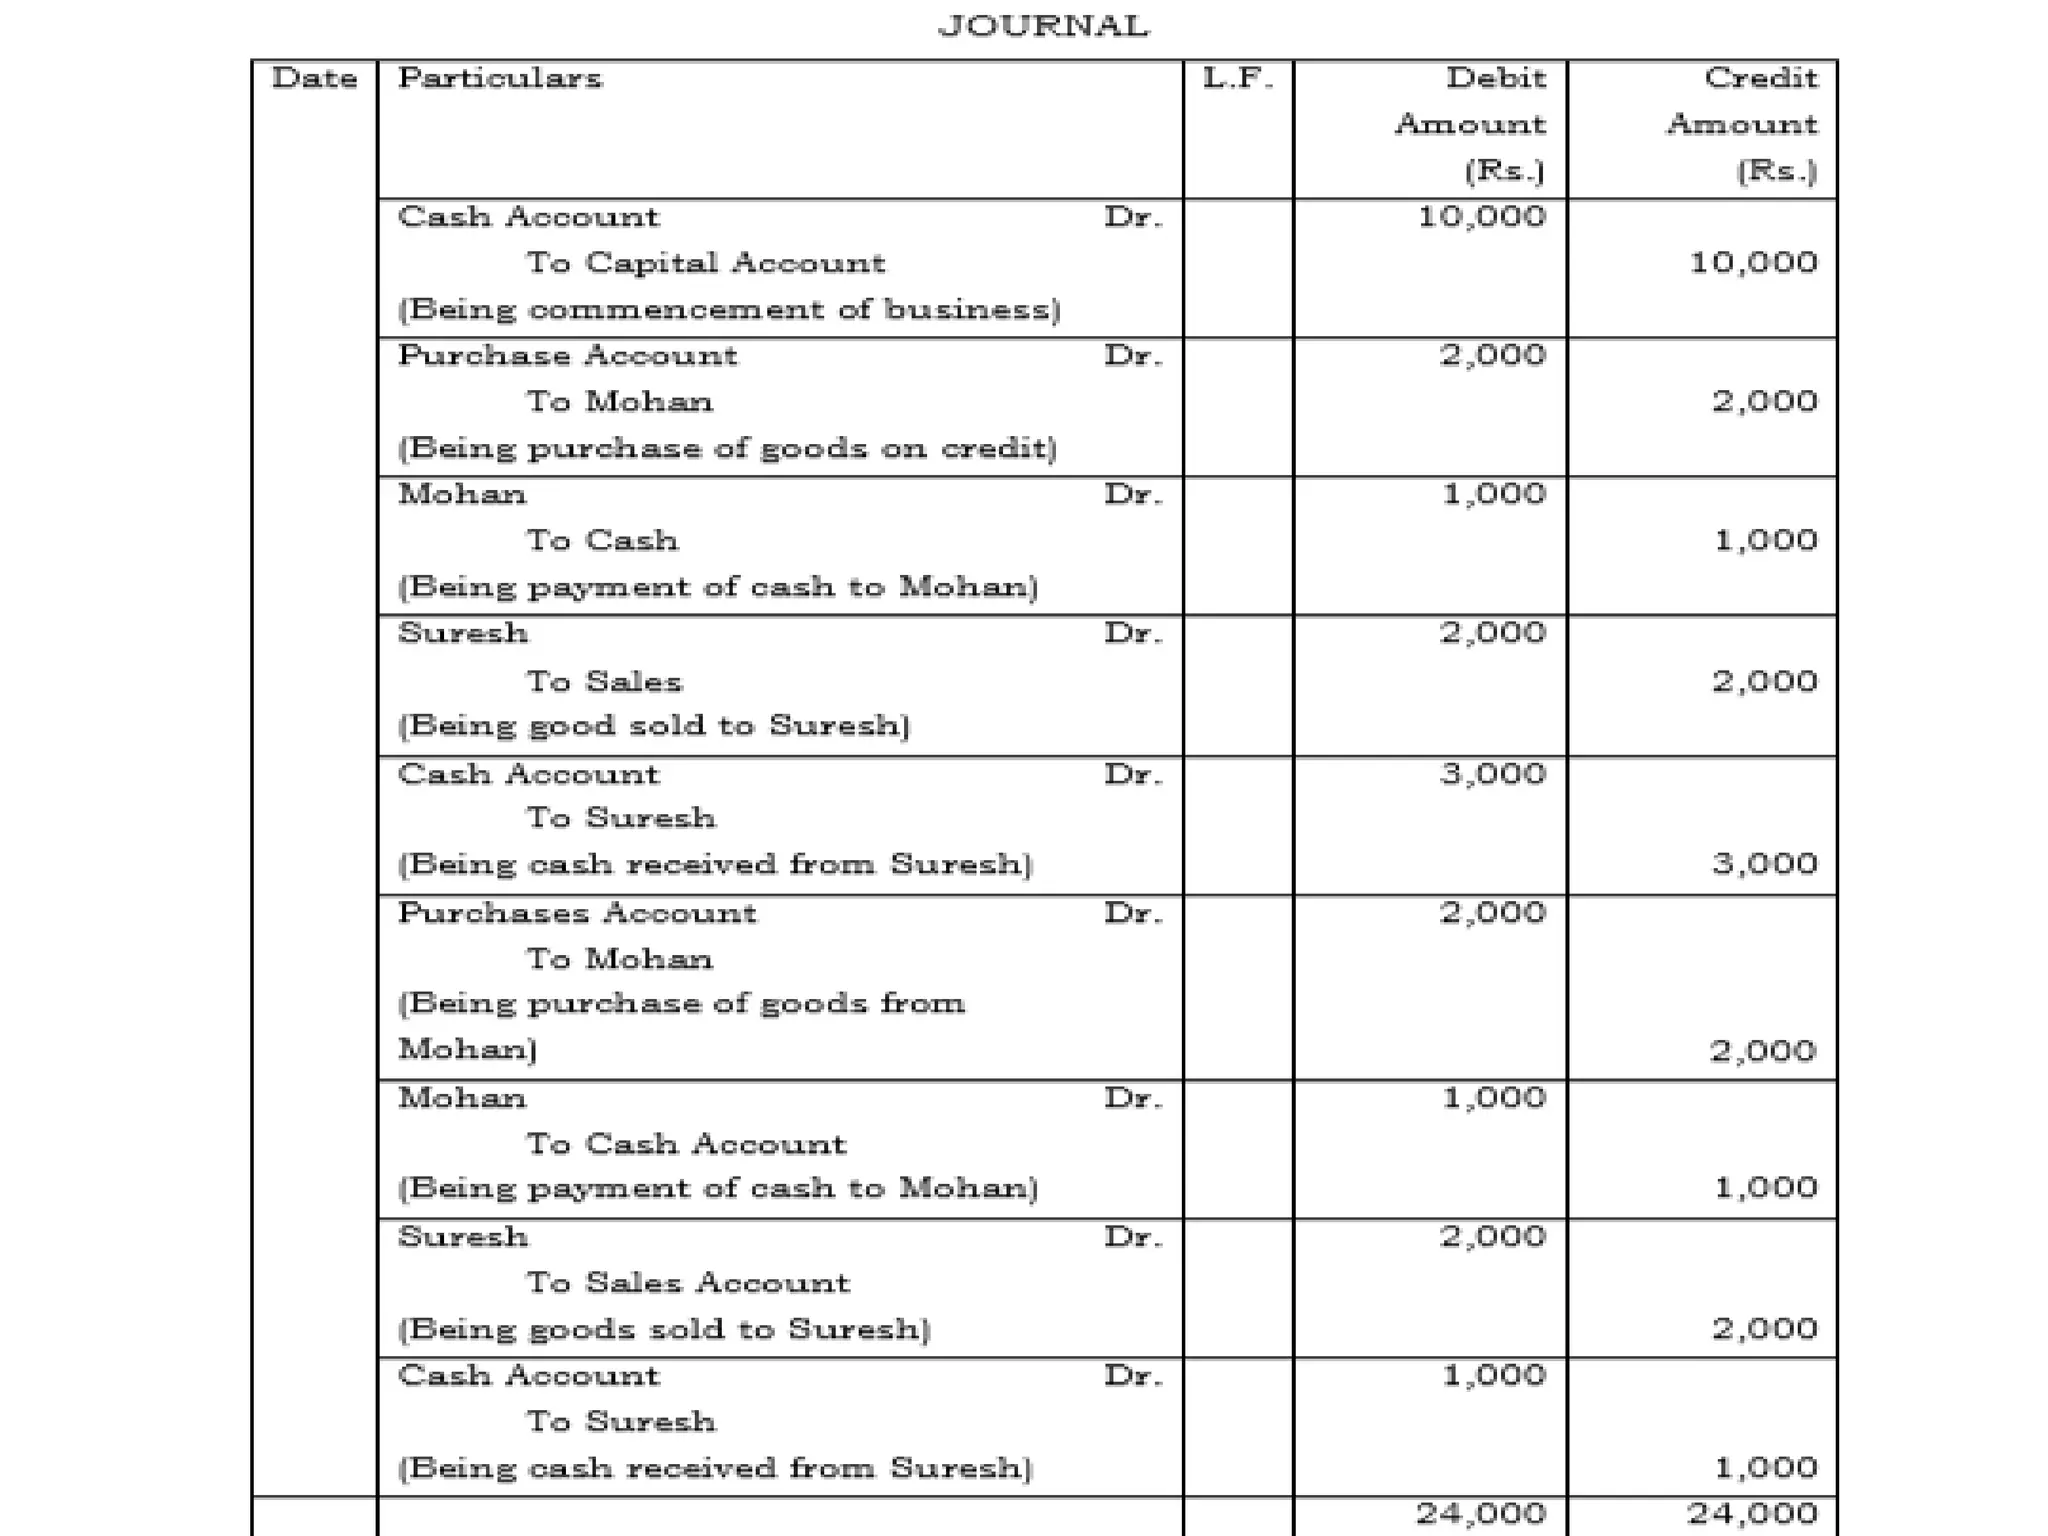 JOURNAL
Date Particulars L.F. Debit Credit
Amount Amount
(Rs.) (Rs.)
Cash Account Dr. 10,000
To Capital Account 10,000
(Being commencement of business)
Purchase Account Dr. 2,000
To Mohan 2,000
(Being purchase of goods on credit)
Mohan Dr. 1,000
To Cash 1,000
(Being payment of cash to Mohan)
Suresh Dr. 2,000
To Sales 2,000
(Being good sold to Suresh)
Cash Account Dr. 3,000
To Suresh
(Being cash received from Suresh) 3,000
Purchases Account Dr. 2,000
To Mohan
(Being purchase of goods from
Mohan) 2,000
Mohan Dr. 1,000
To Cash Account
(Being payment of cash to Mohan) 1,000
Suresh Dr. 2,000
To Sales Account
(Being goods sold to Suresh) 2,000
Cash Account Dr. 1,000
To Suresh
(Being cash received from Suresh) 1,000
24,000 24,000